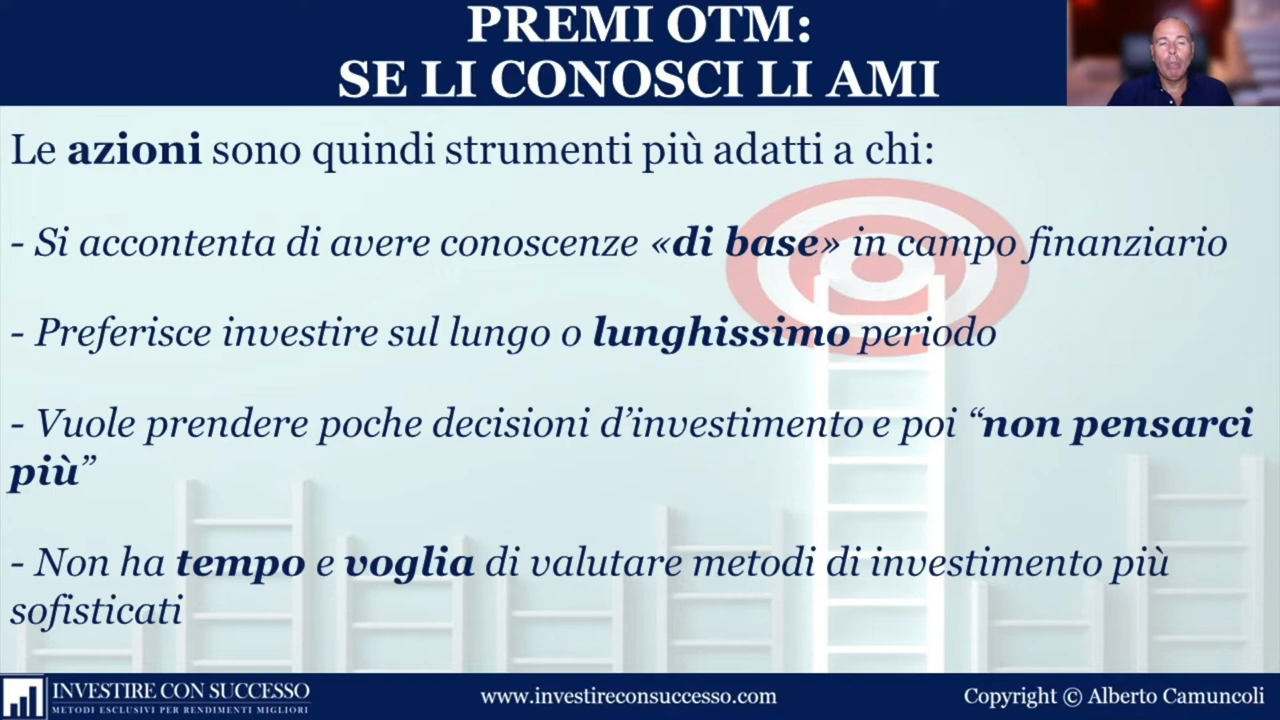 PREMI OTM:
SE LI CONOSCI LI AMI
Le azioni sono quindi strumenti più adatti a chi:
- Si accontenta di avere conoscenze «di base» in campo finanziario
- Preferisce investire sul lungo o lunghissimo periodo
- Vuole prendere poche decisioni d’investimento e poi “non pensarci
più”
- Non ha tempo e voglia di valutare metodi di investimento più
sofisticati
INVESTIRE CON SUCCESSO
METODI ESCLUSIVI PER RENDIMENTI MIGLIORI
www.investireconsuccesso.com
Copyright © Alberto Camuncoli